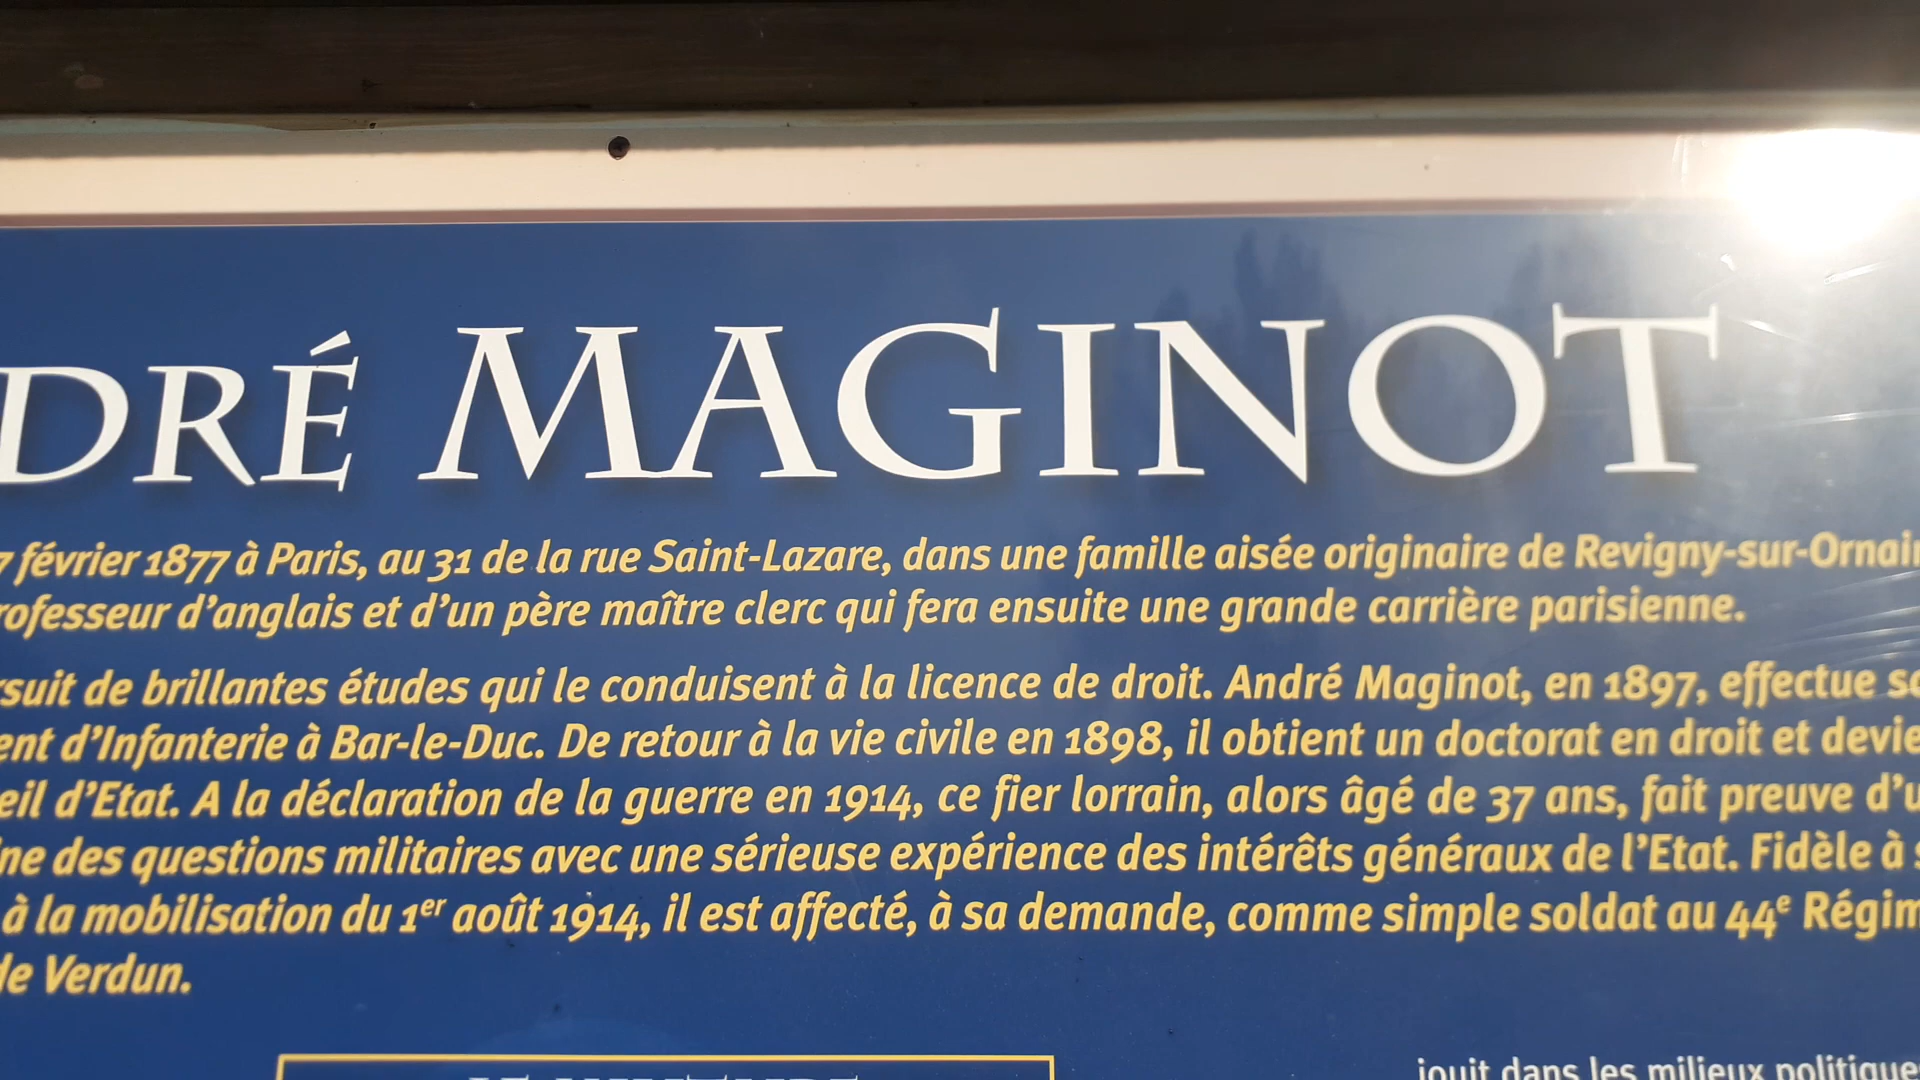 DRÉ MAGINOT
7 février 1877 à Paris, au 31 de la rue Saint-Lazare, dans une famille aisée originaire de Revigny-sur-Ornain
rofesseur d'anglais et d'un père maître clerc qui fera ensuite une grande carrière parisienne.
rsuit de brillantes études qui le conduisent à la licence de droit. André Maginot, en 1897, effectue so
ent d'Infanterie à Bar-le-Duc. De retour à la vie civile en 1898, il obtient un doctorat en droit et devie
eil d'Etat. A la déclaration de la guerre en 1914, ce fier lorrain, alors âgé de 37 ans, fait preuve d'u
ine des questions militaires avec une sérieuse expérience des intérêts généraux de l'Etat. Fidèle à s
à la mobilisation du 1er août 1914, il est affecté, à sa demande, comme simple soldat au 44e Régim
de Verdun.
jouit dans les milieux politique